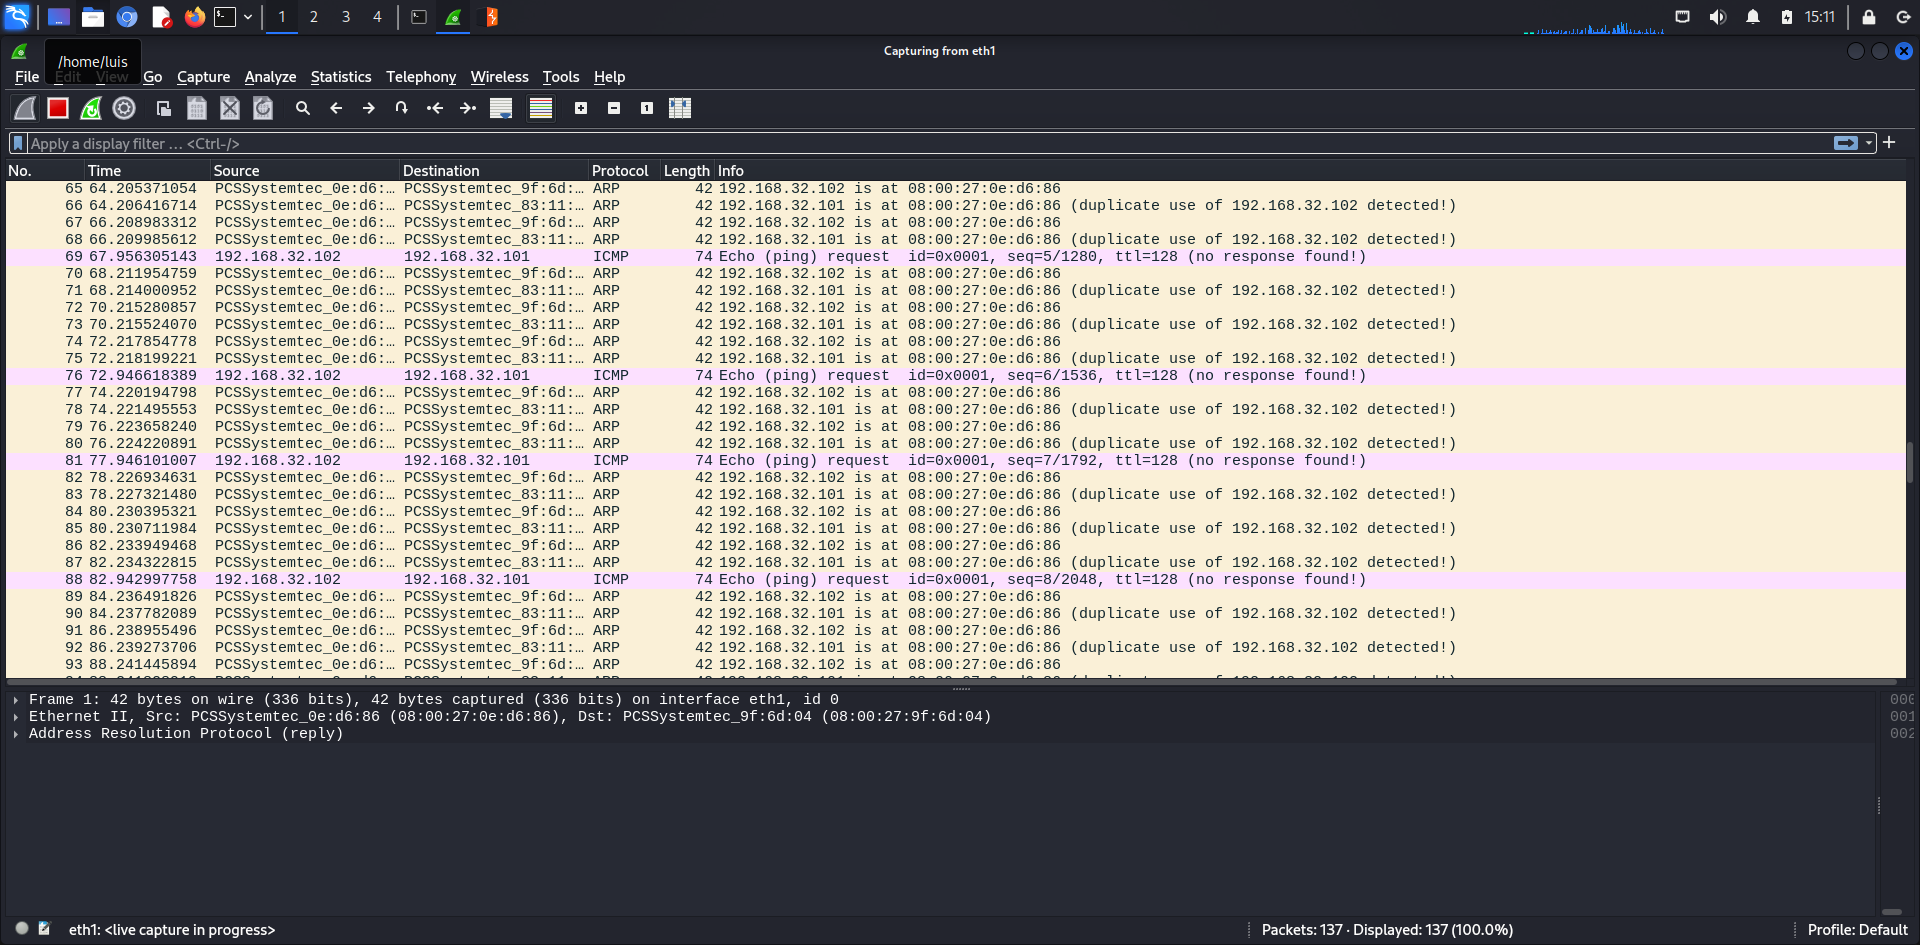 1 2 3 4 15:11
Capturing from eth1
/home/luis
File Edit View Go Capture Analyze Statistics Telephony Wireless Tools Help
Apply a display filter … <Ctrl-/>
No. Time Source Destination Protocol Length Info
65 64.205371054 PCSSystemtec_0e:d6:… PCSSystemtec_9f:6d:… ARP 42 192.168.32.102 is at 08:00:27:0e:d6:86
66 64.206416714 PCSSystemtec_0e:d6:… PCSSystemtec_83:11:… ARP 42 192.168.32.101 is at 08:00:27:0e:d6:86 (duplicate use of 192.168.32.102 detected!)
67 66.208983312 PCSSystemtec_0e:d6:… PCSSystemtec_9f:6d:… ARP 42 192.168.32.102 is at 08:00:27:0e:d6:86
68 66.209985612 PCSSystemtec_0e:d6:… PCSSystemtec_83:11:… ARP 42 192.168.32.101 is at 08:00:27:0e:d6:86 (duplicate use of 192.168.32.102 detected!)
69 67.956305143 192.168.32.102 192.168.32.101 ICMP 74 Echo (ping) request id=0x0001, seq=5/1280, ttl=128 (no response found!)
70 68.211954759 PCSSystemtec_0e:d6:… PCSSystemtec_9f:6d:… ARP 42 192.168.32.102 is at 08:00:27:0e:d6:86
71 68.214000952 PCSSystemtec_0e:d6:… PCSSystemtec_83:11:… ARP 42 192.168.32.101 is at 08:00:27:0e:d6:86 (duplicate use of 192.168.32.102 detected!)
72 70.215280857 PCSSystemtec_0e:d6:… PCSSystemtec_9f:6d:… ARP 42 192.168.32.102 is at 08:00:27:0e:d6:86
73 70.215524070 PCSSystemtec_0e:d6:… PCSSystemtec_83:11:… ARP 42 192.168.32.101 is at 08:00:27:0e:d6:86 (duplicate use of 192.168.32.102 detected!)
74 72.217854778 PCSSystemtec_0e:d6:… PCSSystemtec_9f:6d:… ARP 42 192.168.32.102 is at 08:00:27:0e:d6:86
75 72.218199221 PCSSystemtec_0e:d6:… PCSSystemtec_83:11:… ARP 42 192.168.32.101 is at 08:00:27:0e:d6:86 (duplicate use of 192.168.32.102 detected!)
76 72.946618389 192.168.32.102 192.168.32.101 ICMP 74 Echo (ping) request id=0x0001, seq=6/1536, ttl=128 (no response found!)
77 74.220194798 PCSSystemtec_0e:d6:… PCSSystemtec_9f:6d:… ARP 42 192.168.32.102 is at 08:00:27:0e:d6:86
78 74.221495553 PCSSystemtec_0e:d6:… PCSSystemtec_83:11:… ARP 42 192.168.32.101 is at 08:00:27:0e:d6:86 (duplicate use of 192.168.32.102 detected!)
79 76.223658240 PCSSystemtec_0e:d6:… PCSSystemtec_9f:6d:… ARP 42 192.168.32.102 is at 08:00:27:0e:d6:86
80 76.224220891 PCSSystemtec_0e:d6:… PCSSystemtec_83:11:… ARP 42 192.168.32.101 is at 08:00:27:0e:d6:86 (duplicate use of 192.168.32.102 detected!)
81 77.946101007 192.168.32.102 192.168.32.101 ICMP 74 Echo (ping) request id=0x0001, seq=7/1792, ttl=128 (no response found!)
82 78.226934631 PCSSystemtec_0e:d6:… PCSSystemtec_9f:6d:… ARP 42 192.168.32.102 is at 08:00:27:0e:d6:86
83 78.227321480 PCSSystemtec_0e:d6:… PCSSystemtec_83:11:… ARP 42 192.168.32.101 is at 08:00:27:0e:d6:86 (duplicate use of 192.168.32.102 detected!)
84 80.230395321 PCSSystemtec_0e:d6:… PCSSystemtec_9f:6d:… ARP 42 192.168.32.102 is at 08:00:27:0e:d6:86
85 80.230711984 PCSSystemtec_0e:d6:… PCSSystemtec_83:11:… ARP 42 192.168.32.101 is at 08:00:27:0e:d6:86 (duplicate use of 192.168.32.102 detected!)
86 82.233949468 PCSSystemtec_0e:d6:… PCSSystemtec_9f:6d:… ARP 42 192.168.32.102 is at 08:00:27:0e:d6:86
87 82.234322815 PCSSystemtec_0e:d6:… PCSSystemtec_83:11:… ARP 42 192.168.32.101 is at 08:00:27:0e:d6:86 (duplicate use of 192.168.32.102 detected!)
88 82.942997758 192.168.32.102 192.168.32.101 ICMP 74 Echo (ping) request id=0x0001, seq=8/2048, ttl=128 (no response found!)
89 84.236491826 PCSSystemtec_0e:d6:… PCSSystemtec_9f:6d:… ARP 42 192.168.32.102 is at 08:00:27:0e:d6:86
90 84.237782089 PCSSystemtec_0e:d6:… PCSSystemtec_83:11:… ARP 42 192.168.32.101 is at 08:00:27:0e:d6:86 (duplicate use of 192.168.32.102 detected!)
91 86.238955496 PCSSystemtec_0e:d6:… PCSSystemtec_9f:6d:… ARP 42 192.168.32.102 is at 08:00:27:0e:d6:86
92 86.239273706 PCSSystemtec_0e:d6:… PCSSystemtec_83:11:… ARP 42 192.168.32.101 is at 08:00:27:0e:d6:86 (duplicate use of 192.168.32.102 detected!)
93 88.241445894 PCSSystemtec_0e:d6:… PCSSystemtec_9f:6d:… ARP 42 192.168.32.102 is at 08:00:27:0e:d6:86
Frame 1: 42 bytes on wire (336 bits), 42 bytes captured (336 bits) on interface eth1, id 0
Ethernet II, Src: PCSSystemtec_0e:d6:86 (08:00:27:0e:d6:86), Dst: PCSSystemtec_9f:6d:04 (08:00:27:9f:6d:04)
Address Resolution Protocol (reply)
000
001
002
eth1: <live capture in progress> Packets: 137 · Displayed: 137 (100.0%) Profile: Default